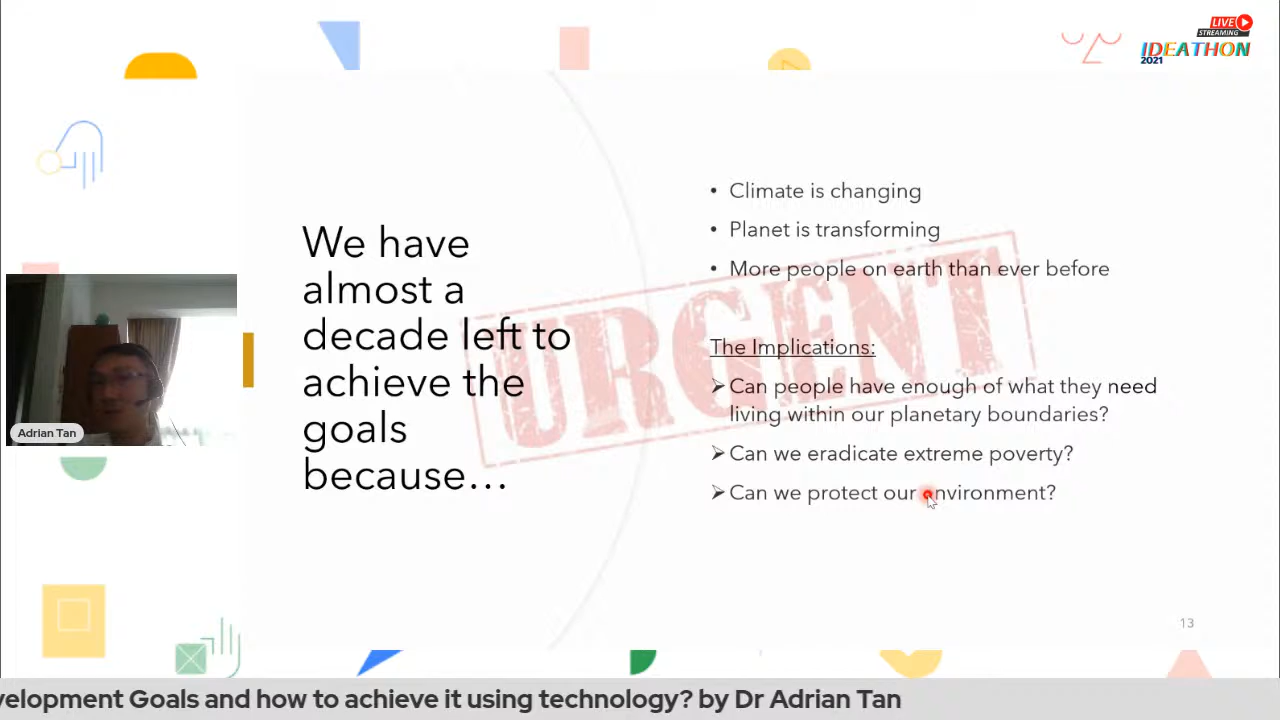 LIVE
STREAMING
IDEATHON
2021
We have
almost a
decade left to
achieve the
goals
because…
• Climate is changing
• Planet is transforming
• More people on earth than ever before
URGENT
The Implications:
➢ Can people have enough of what they need
living within our planetary boundaries?
➢ Can we eradicate extreme poverty?
➢ Can we protect our environment?
Adrian Tan
13
velopment Goals and how to achieve it using technology? by Dr Adrian Tan